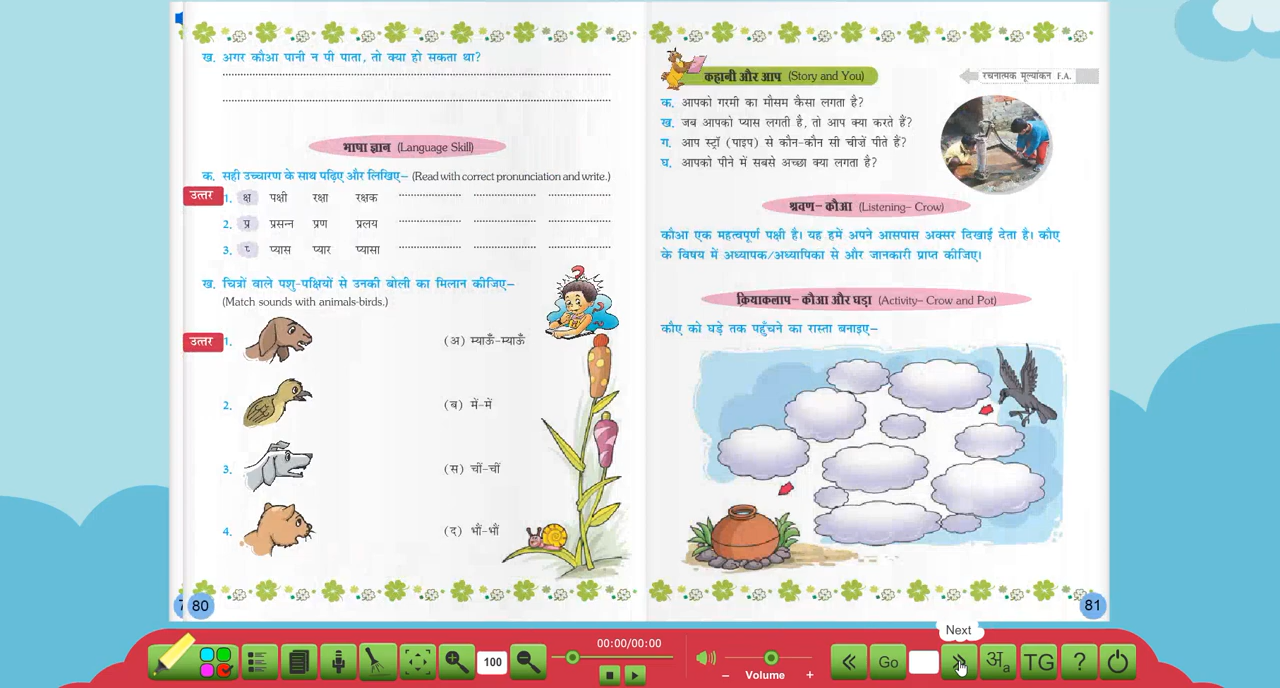 ख. अगर कौआ पानी न पी पाता, तो क्या हो सकता था?
भाषा ज्ञान (Language Skill)
क. सही उच्चारण के साथ पढ़िए और लिखिए– (Read with correct pronunciation and write.)
उत्तर 1. क्ष पक्षी रक्षा रक्षक
2. प्र प्रसन्न प्रण प्रलय
3. प्यास प्यार प्यासा
ख. चित्रों वाले पशु-पक्षियों से उनकी बोली का मिलान कीजिए–
(Match sounds with animals-birds.)
उत्तर 1. (अ) म्याऊँ-म्याऊँ
2. (ब) में-में
3. (स) चीं-चीं
4. (द) भौं-भौं
80
कहानी और आप (Story and You)
रचनात्मक मूल्यांकन F.A.
क. आपको गरमी का मौसम कैसा लगता है?
ख. जब आपको प्यास लगती है, तो आप क्या करते हैं?
ग. आप स्ट्रॉ (पाइप) से कौन-कौन सी चीज़ें पीते हैं?
घ. आपको पीने में सबसे अच्छा क्या लगता है?
श्रवण– कौआ (Listening– Crow)
कौआ एक महत्वपूर्ण पक्षी है। यह हमें अपने आसपास अक्सर दिखाई देता है। कौए
के विषय में अध्यापक/अध्यापिका से और जानकारी प्राप्त कीजिए।
क्रियाकलाप– कौआ और घड़ा (Activity– Crow and Pot)
कौए को घड़े तक पहुँचने का रास्ता बनाइए–
81
Next
100
00:00/00:00
– Volume +
Go
अa
TG
?